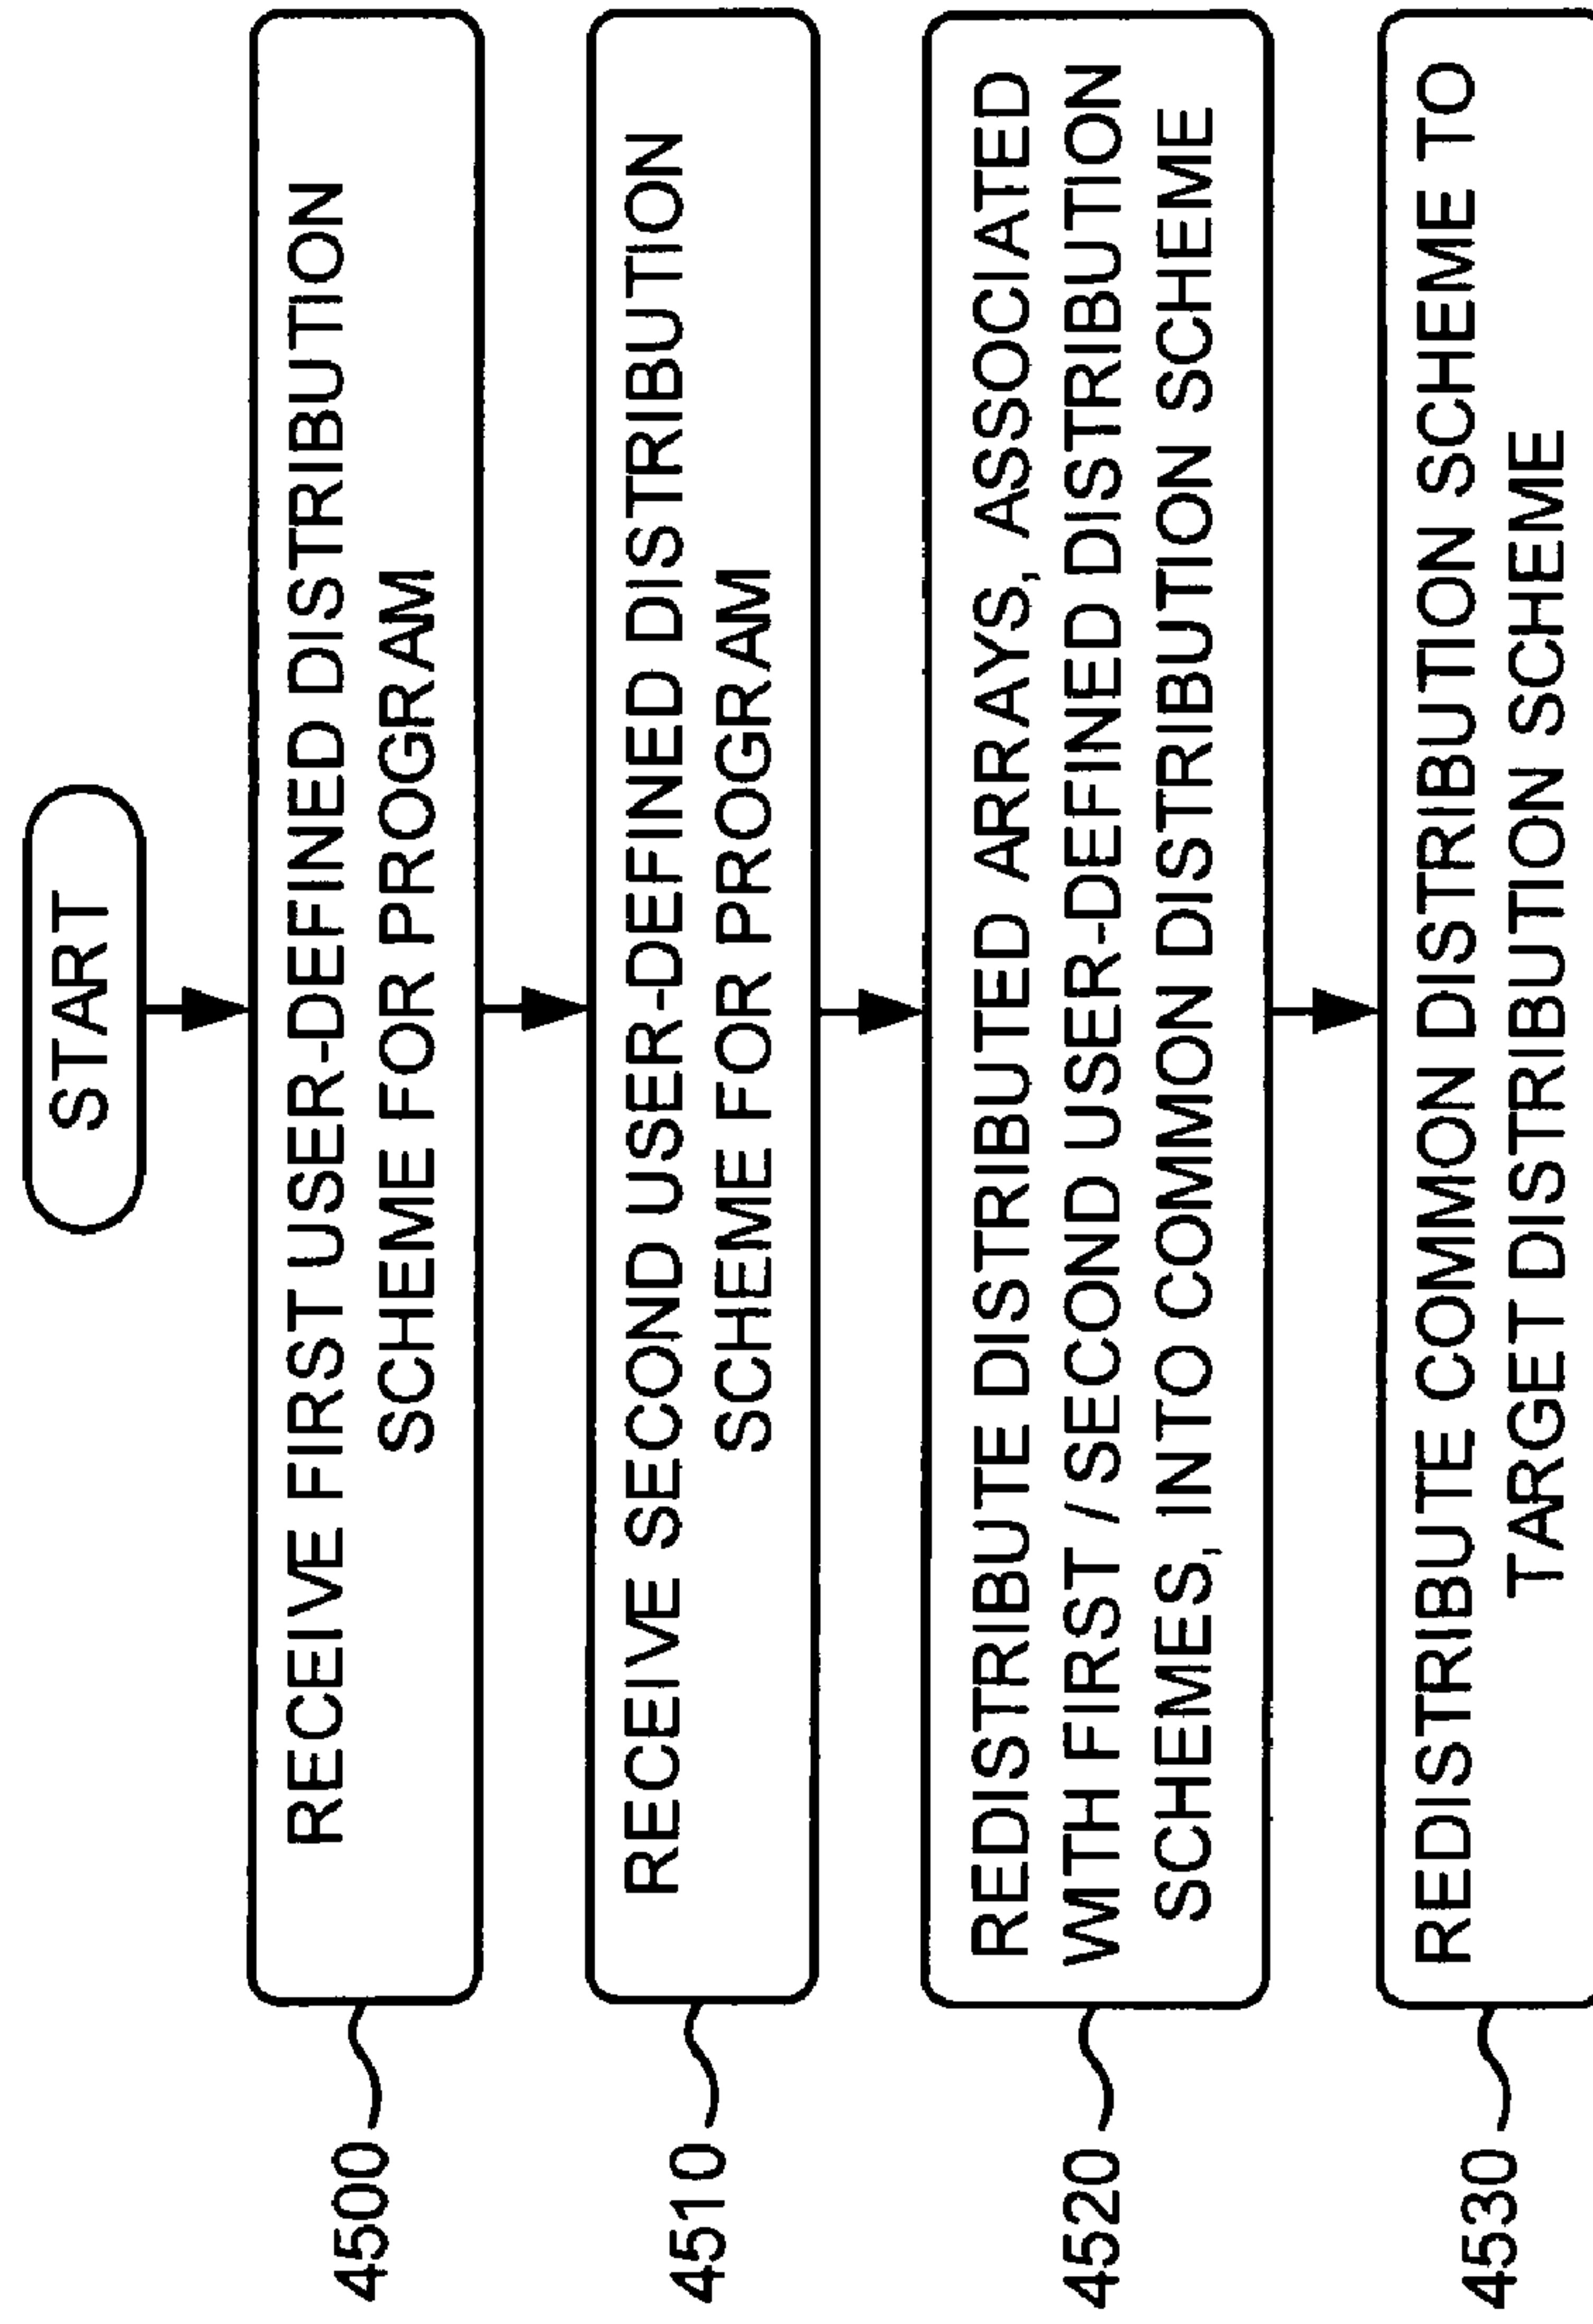 START
RECEIVE FIRST USER-DEFINED DISTRIBUTION
SCHEME FOR PROGRAM
4500
RECEIVE SECOND USER-DEFINED DISTRIBUTION
SCHEME FOR PROGRAM
4510
REDISTRIBUTE DISTRIBUTED ARRAYS, ASSOCIATED
WITH FIRST / SECOND USER-DEFINED DISTRIBUTION
SCHEMES, INTO COMMON DISTRIBUTION SCHEME
4520
REDISTRIBUTE COMMON DISTRIBUTION SCHEME TO
TARGET DISTRIBUTION SCHEME
4530